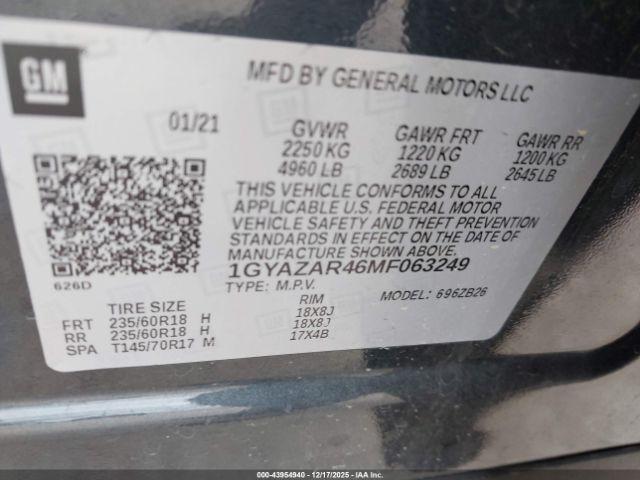 GM
MFD BY GENERAL MOTORS LLC
01/21
GVWR GAWR FRT GAWR RR
2250 KG 1220 KG 1200 KG
4960 LB 2689 LB 2645 LB
THIS VEHICLE CONFORMS TO ALL
APPLICABLE U.S. FEDERAL MOTOR
VEHICLE SAFETY AND THEFT PREVENTION
STANDARDS IN EFFECT ON THE DATE OF
MANUFACTURE SHOWN ABOVE.
1GYAZAR46MF063249
626D
TYPE: M.P.V. MODEL: 696ZB26
TIRE SIZE RIM
FRT 235/60R18 H 18X8J
RR 235/60R18 H 18X8J
SPA T145/70R17 M 17X4B
000-43954940 - 12/17/2025 - IAA Inc.